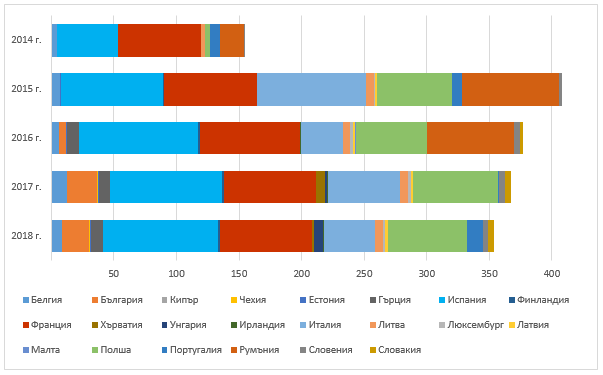 2014 г.
2015 г.
2016 г.
2017 г.
2018 г.
50 100 150 200 250 300 350 400
Белгия България Кипър Чехия Естония Гърция Испания Финландия
Франция Хърватия Унгария Ирландия Италия Литва Люксембург Латвия
Малта Полша Португалия Румъния Словения Словакия